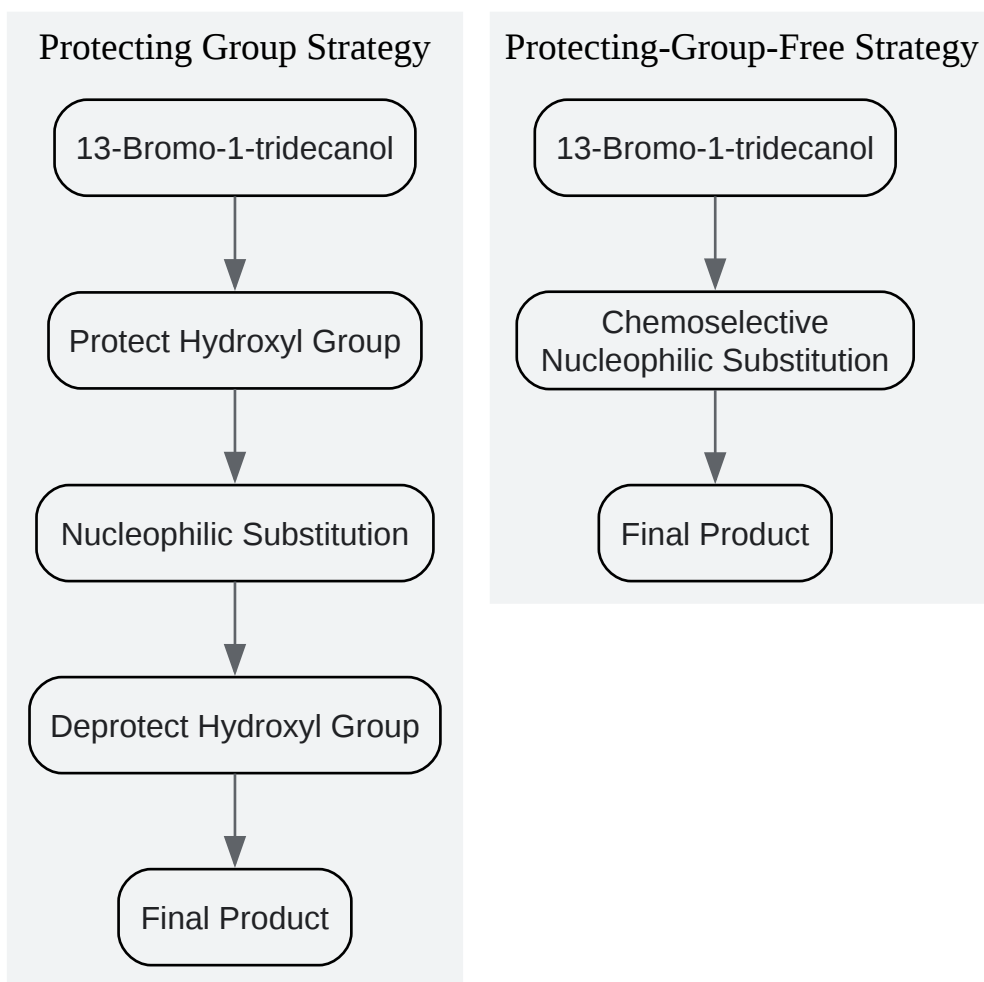 Protecting Group Strategy
13-Bromo-1-tridecanol
Protect Hydroxyl Group
Nucleophilic Substitution
Deprotect Hydroxyl Group
Final Product
Protecting-Group-Free Strategy
13-Bromo-1-tridecanol
Chemoselective
Nucleophilic Substitution
Final Product